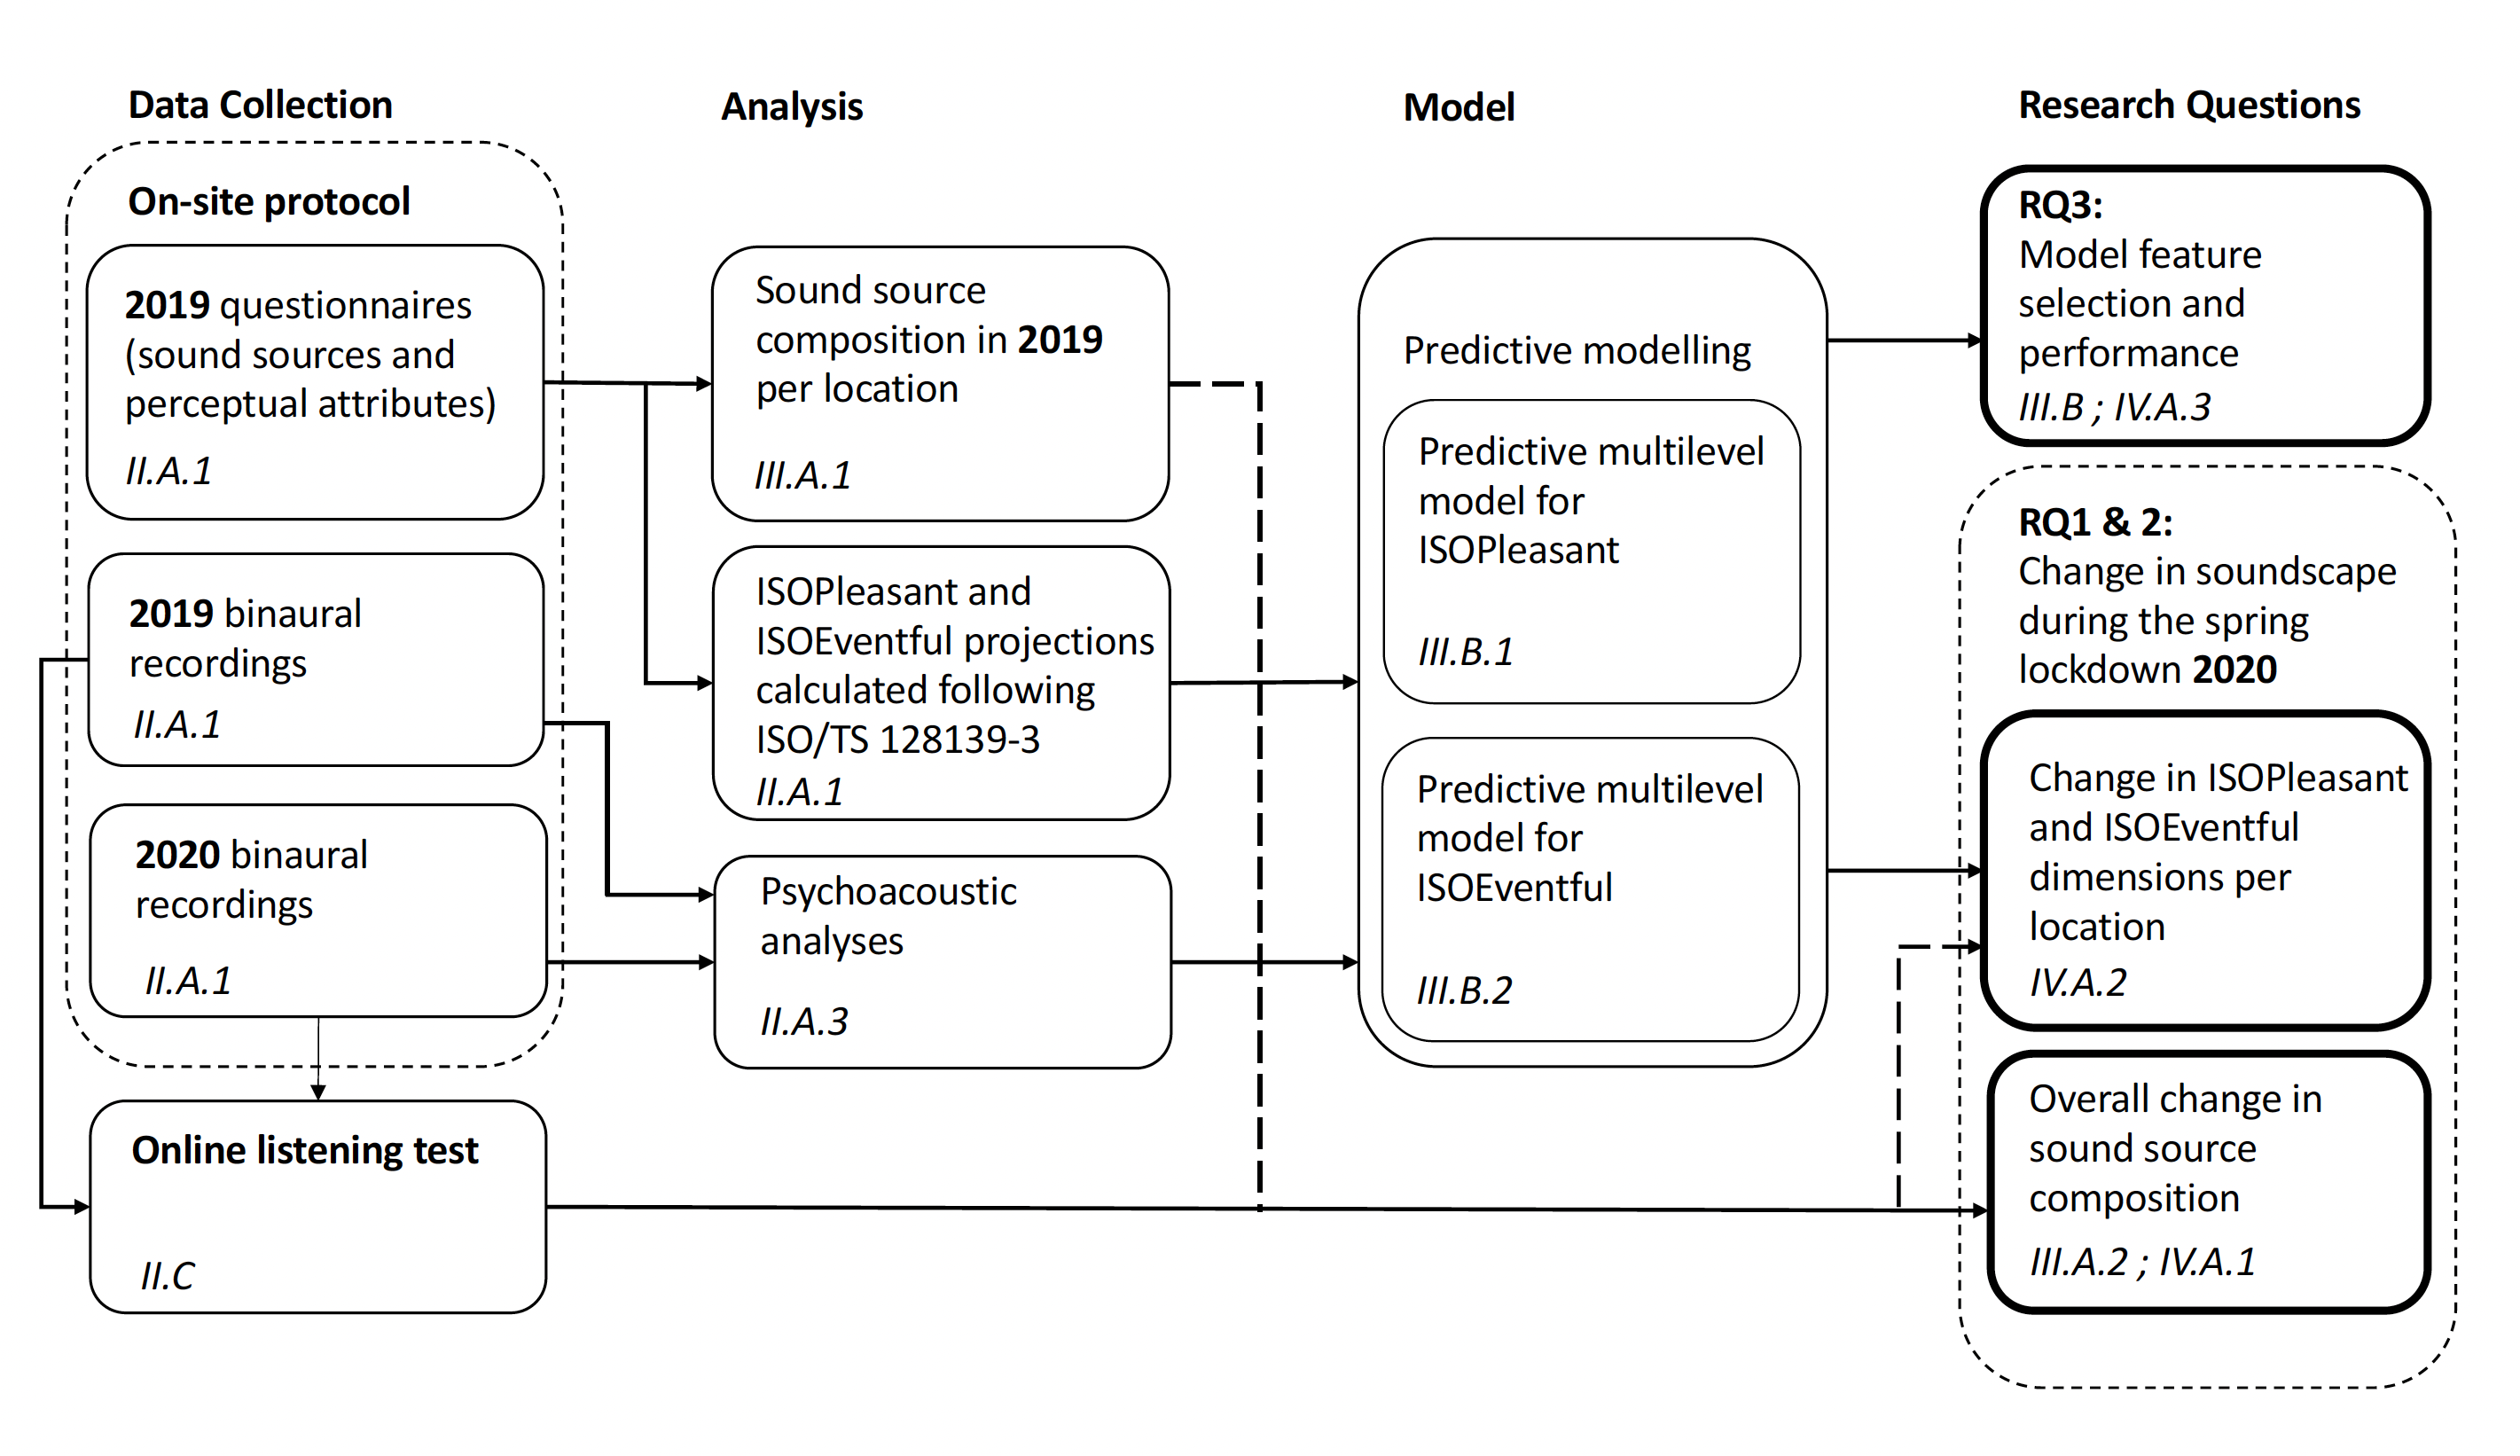 Data Collection
On-site protocol
2019 questionnaires
(sound sources and
perceptual attributes)
II.A.1
2019 binaural
recordings
II.A.1
2020 binaural
recordings
II.A.1
Online listening test
II.C
Analysis
Sound source
composition in 2019
per location
III.A.1
ISOPleasant and
ISOEventful projections
calculated following
ISO/TS 128139-3
II.A.1
Psychoacoustic
analyses
II.A.3
Model
Predictive modelling
Predictive multilevel
model for
ISOPleasant
III.B.1
Predictive multilevel
model for
ISOEventful
III.B.2
Research Questions
RQ3:
Model feature
selection and
performance
III.B ; IV.A.3
RQ1 & 2:
Change in soundscape
during the spring
lockdown 2020
Change in ISOPleasant
and ISOEventful
dimensions per
location
IV.A.2
Overall change in
sound source
composition
III.A.2 ; IV.A.1